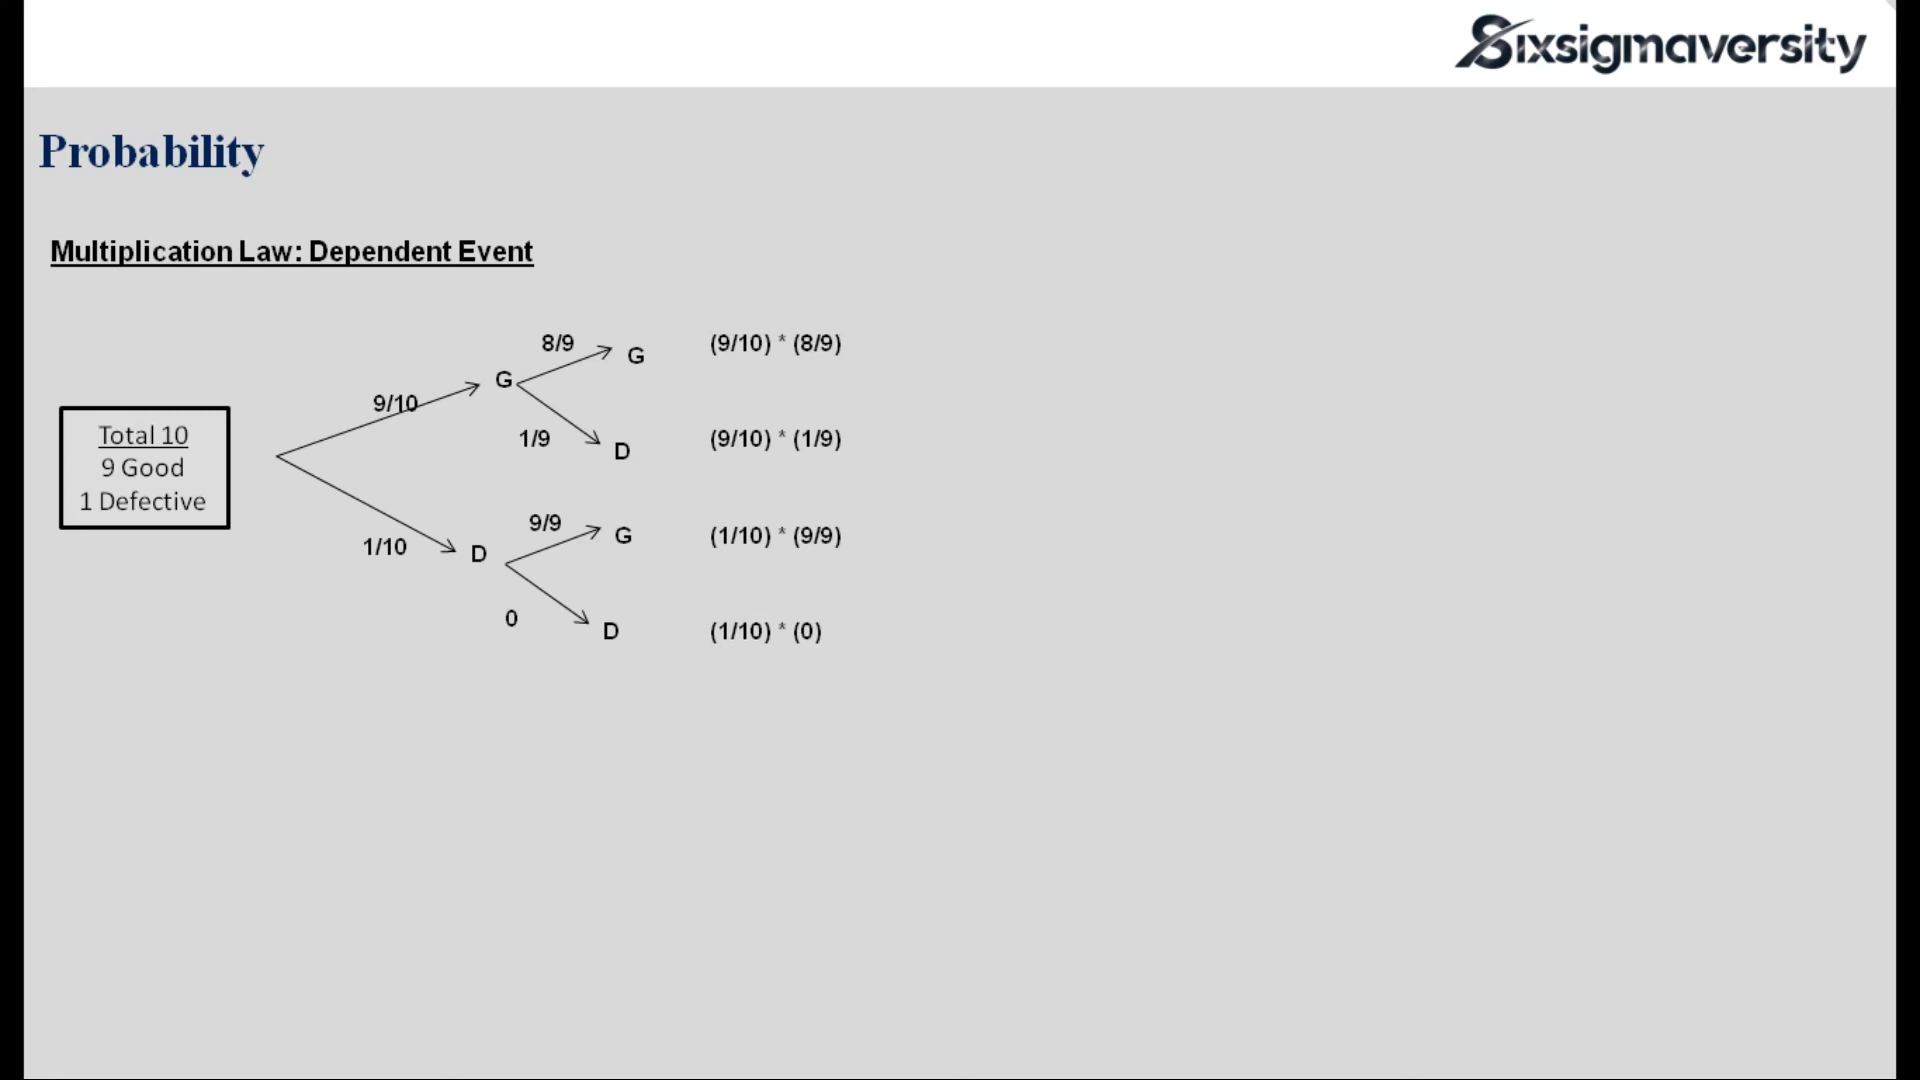 Sixsigmaversity
Probability
Multiplication Law: Dependent Event
8/9
G
(9/10) * (8/9)
9/10
G
1/9
D
(9/10) * (1/9)
Total 10
9 Good
1 Defective
9/9
G
(1/10) * (9/9)
1/10
D
0
D
(1/10) * (0)